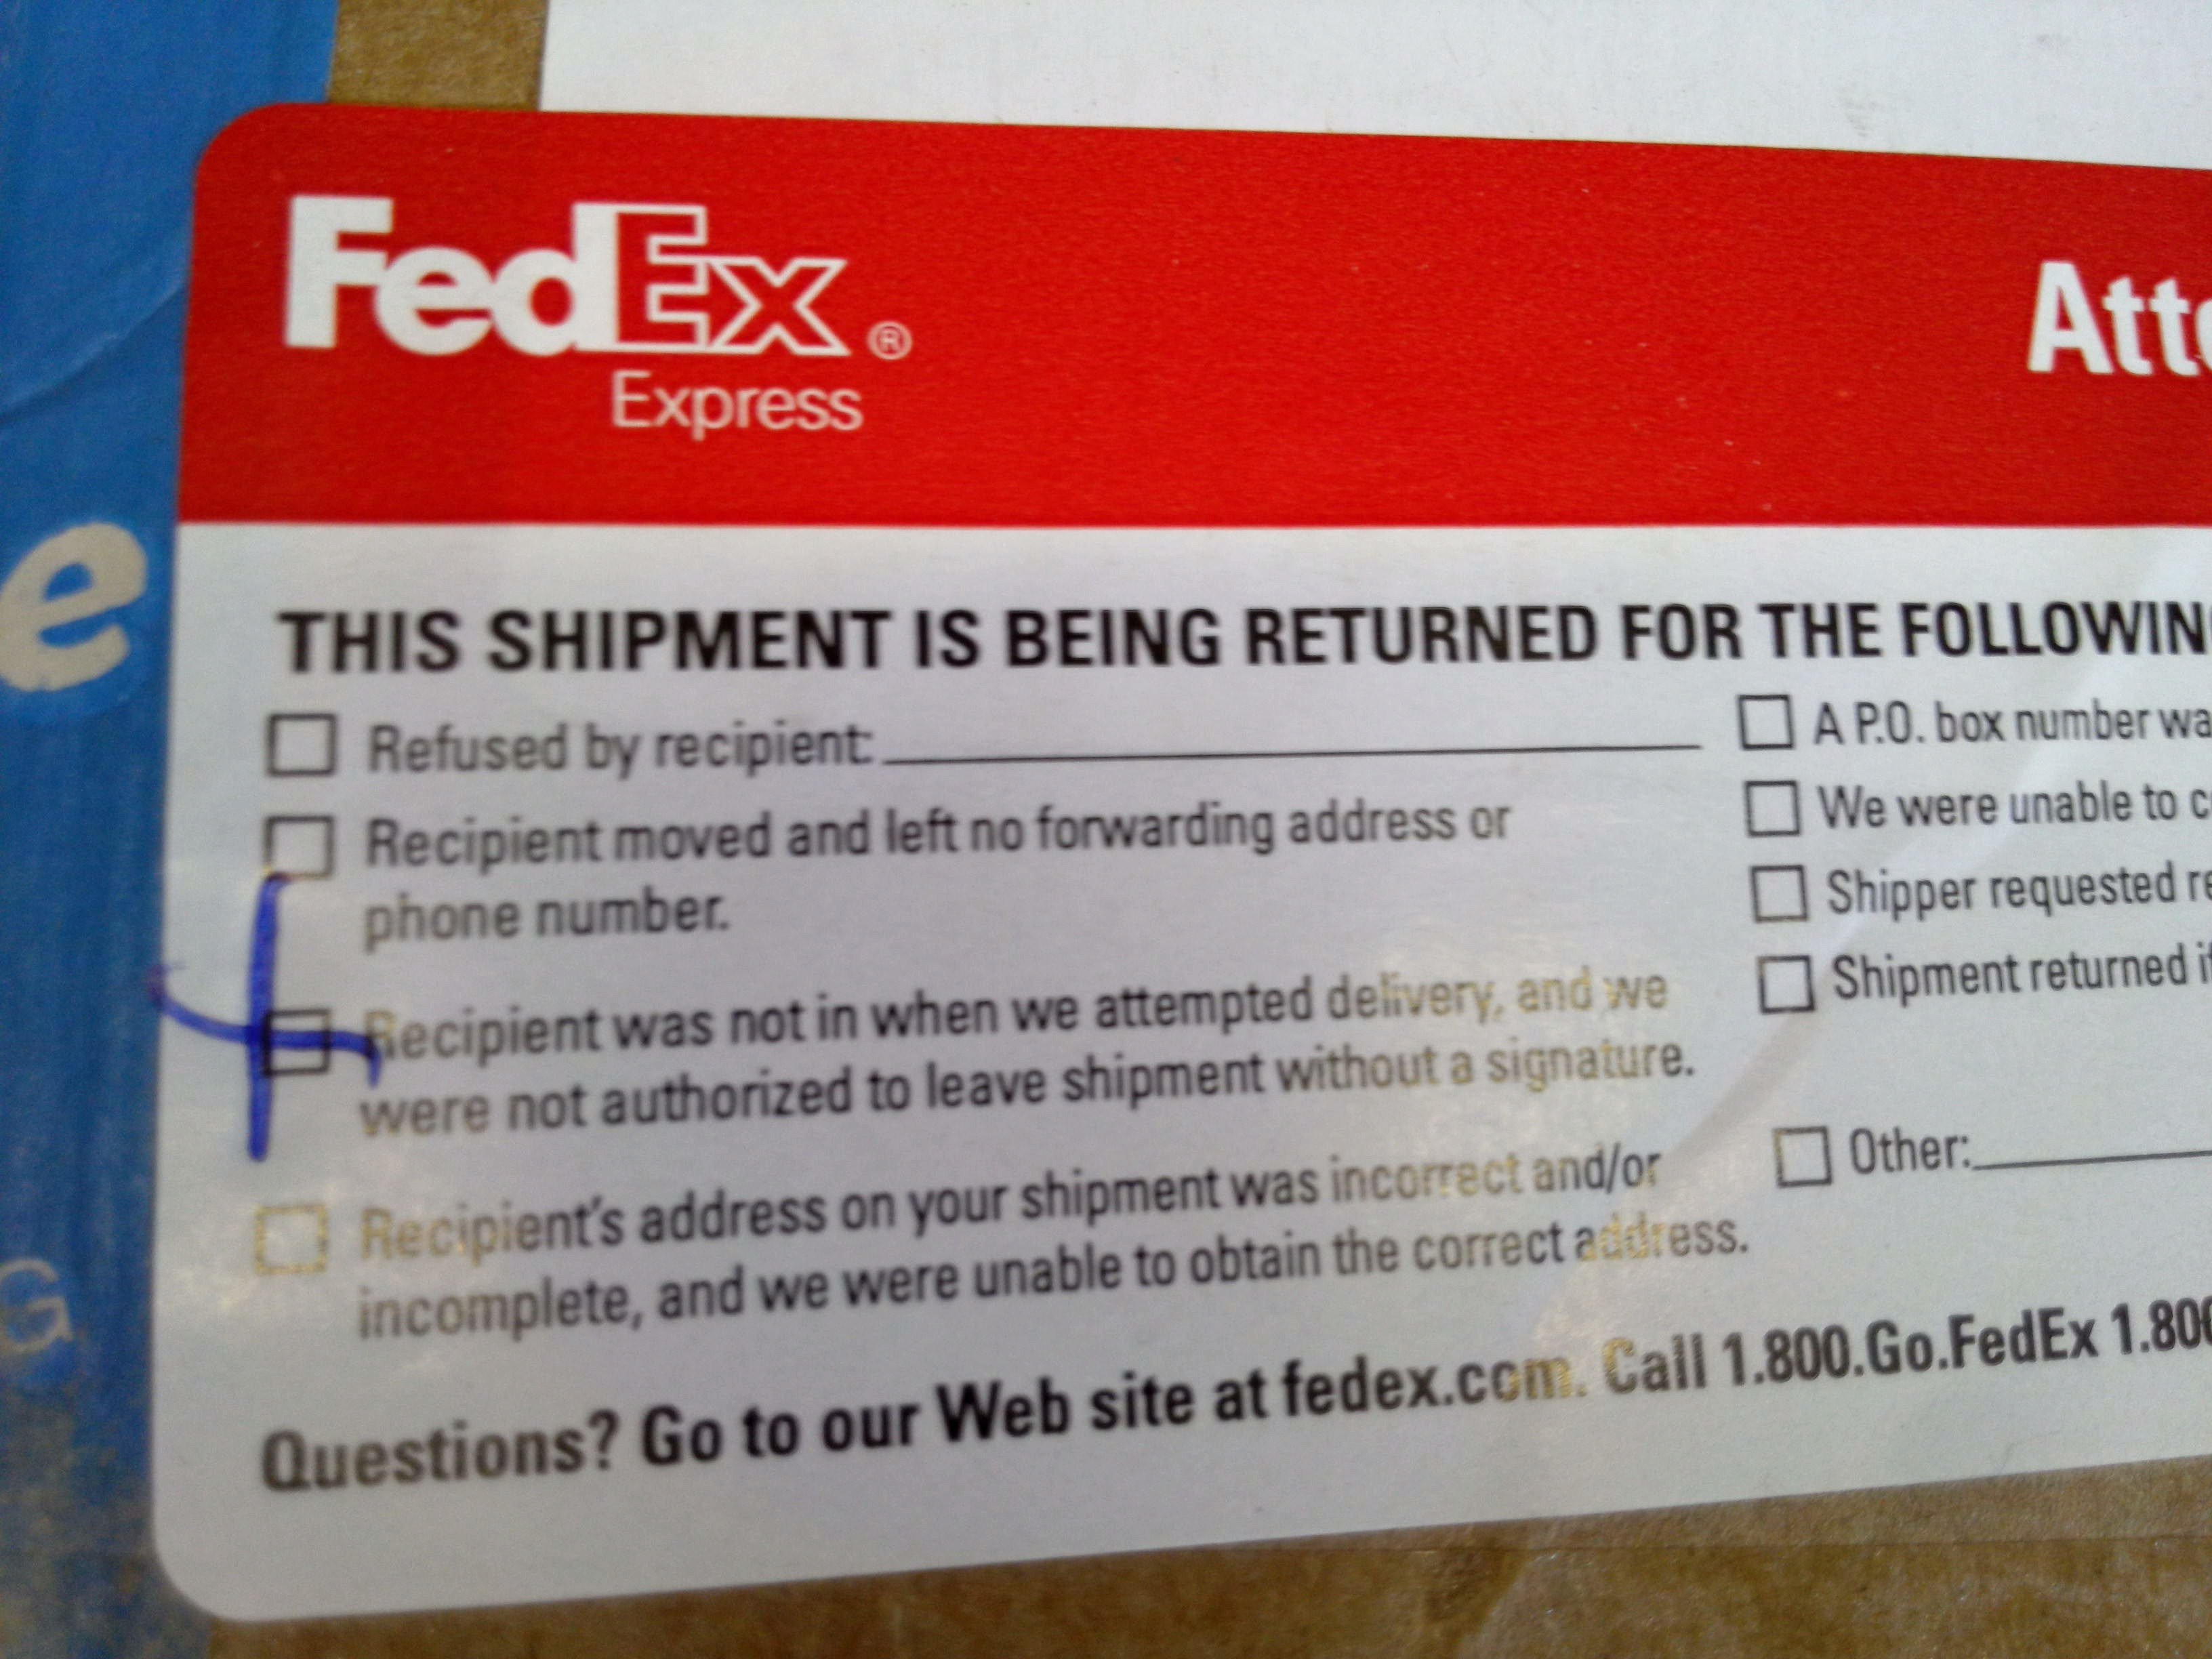 FedEx ®
Express
THIS SHIPMENT IS BEING RETURNED FOR THE
Refused by recipient:
Recipient moved and left no forwarding address or
phone number.
Recipient was not in when we attempted delivery, and we
were not authorized to leave shipment without a signature.
Recipient's address on your shipment was incorrect and/or
incomplete, and we were unable to obtain the correct address.
A P.O. box number
We were unable to
Shipper requested
Shipment returned
Other:
Questions? Go to our Web site at fedex.com. Call 1.800.Go.FedEx
e
G